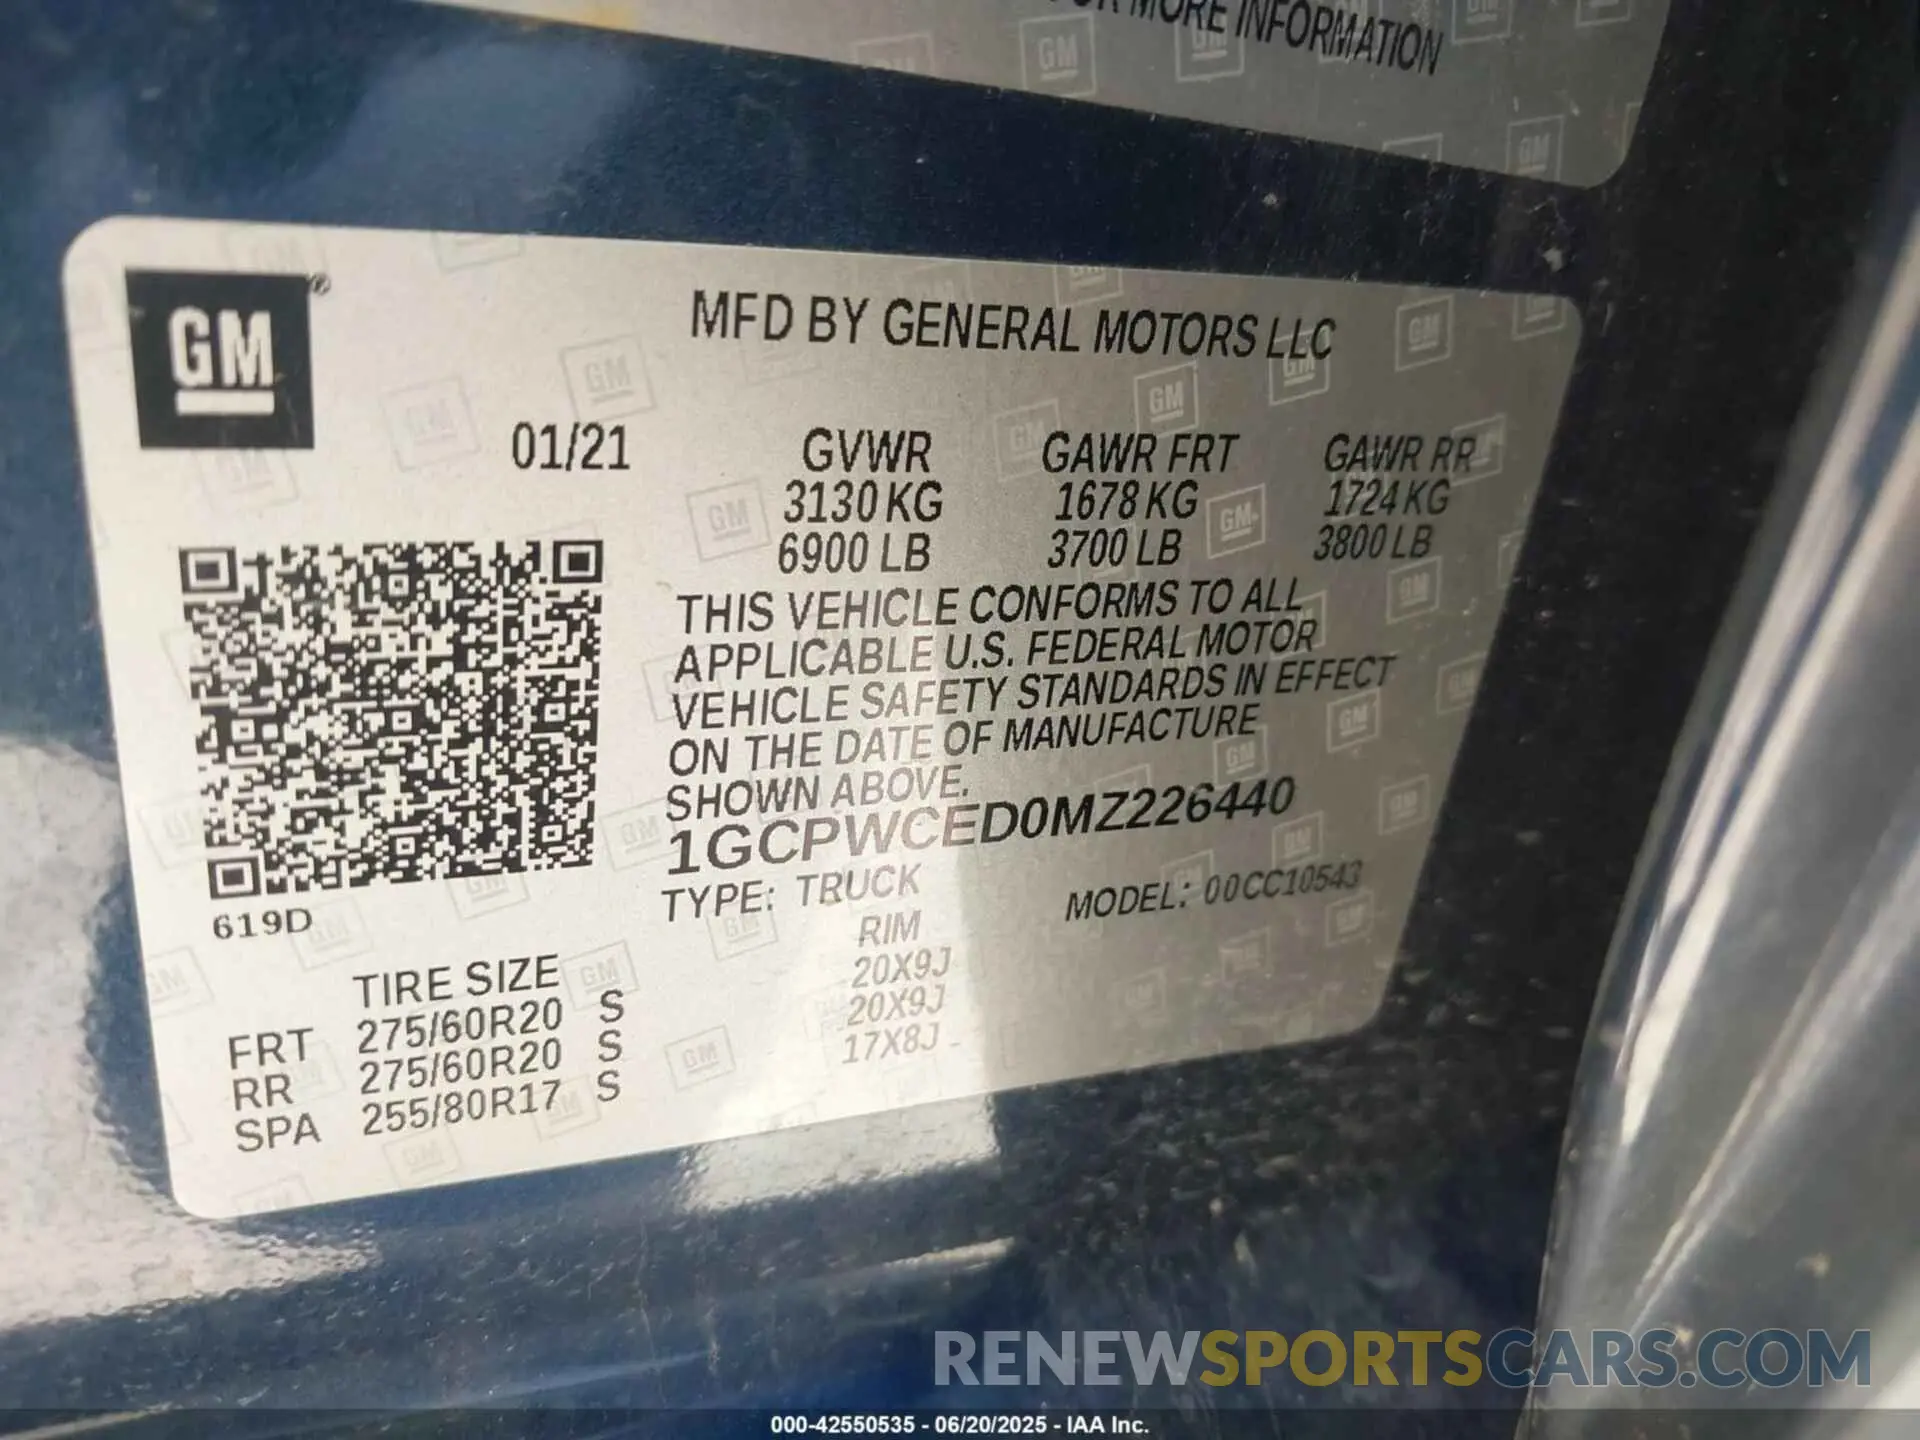 FOR MORE INFORMATION
GM
MFD BY GENERAL MOTORS LLC
01/21 GVWR GAWR FRT GAWR RR
3130 KG 1678 KG 1724 KG
6900 LB 3700 LB 3800 LB
THIS VEHICLE CONFORMS TO ALL
APPLICABLE U.S. FEDERAL MOTOR
VEHICLE SAFETY STANDARDS IN EFFECT
ON THE DATE OF MANUFACTURE
SHOWN ABOVE.
1GCPWCED0MZ226440
TYPE: TRUCK MODEL: 00CC10543
619D
TIRE SIZE RIM
FRT 275/60R20 S 20X9J
RR 275/60R20 S 20X9J
SPA 255/80R17 S 17X8J
RENEWSPORTSCARS.COM
000-42550535 - 06/20/2025 - IAA Inc.